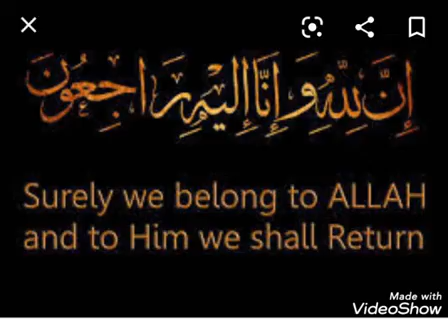 إِنَّ لِلَّٰهِ وَإِنَّا إِلَيْهِ رَاجِعُونَ
Surely we belong to ALLAH
and to Him we shall Return
Made with
VideoShow